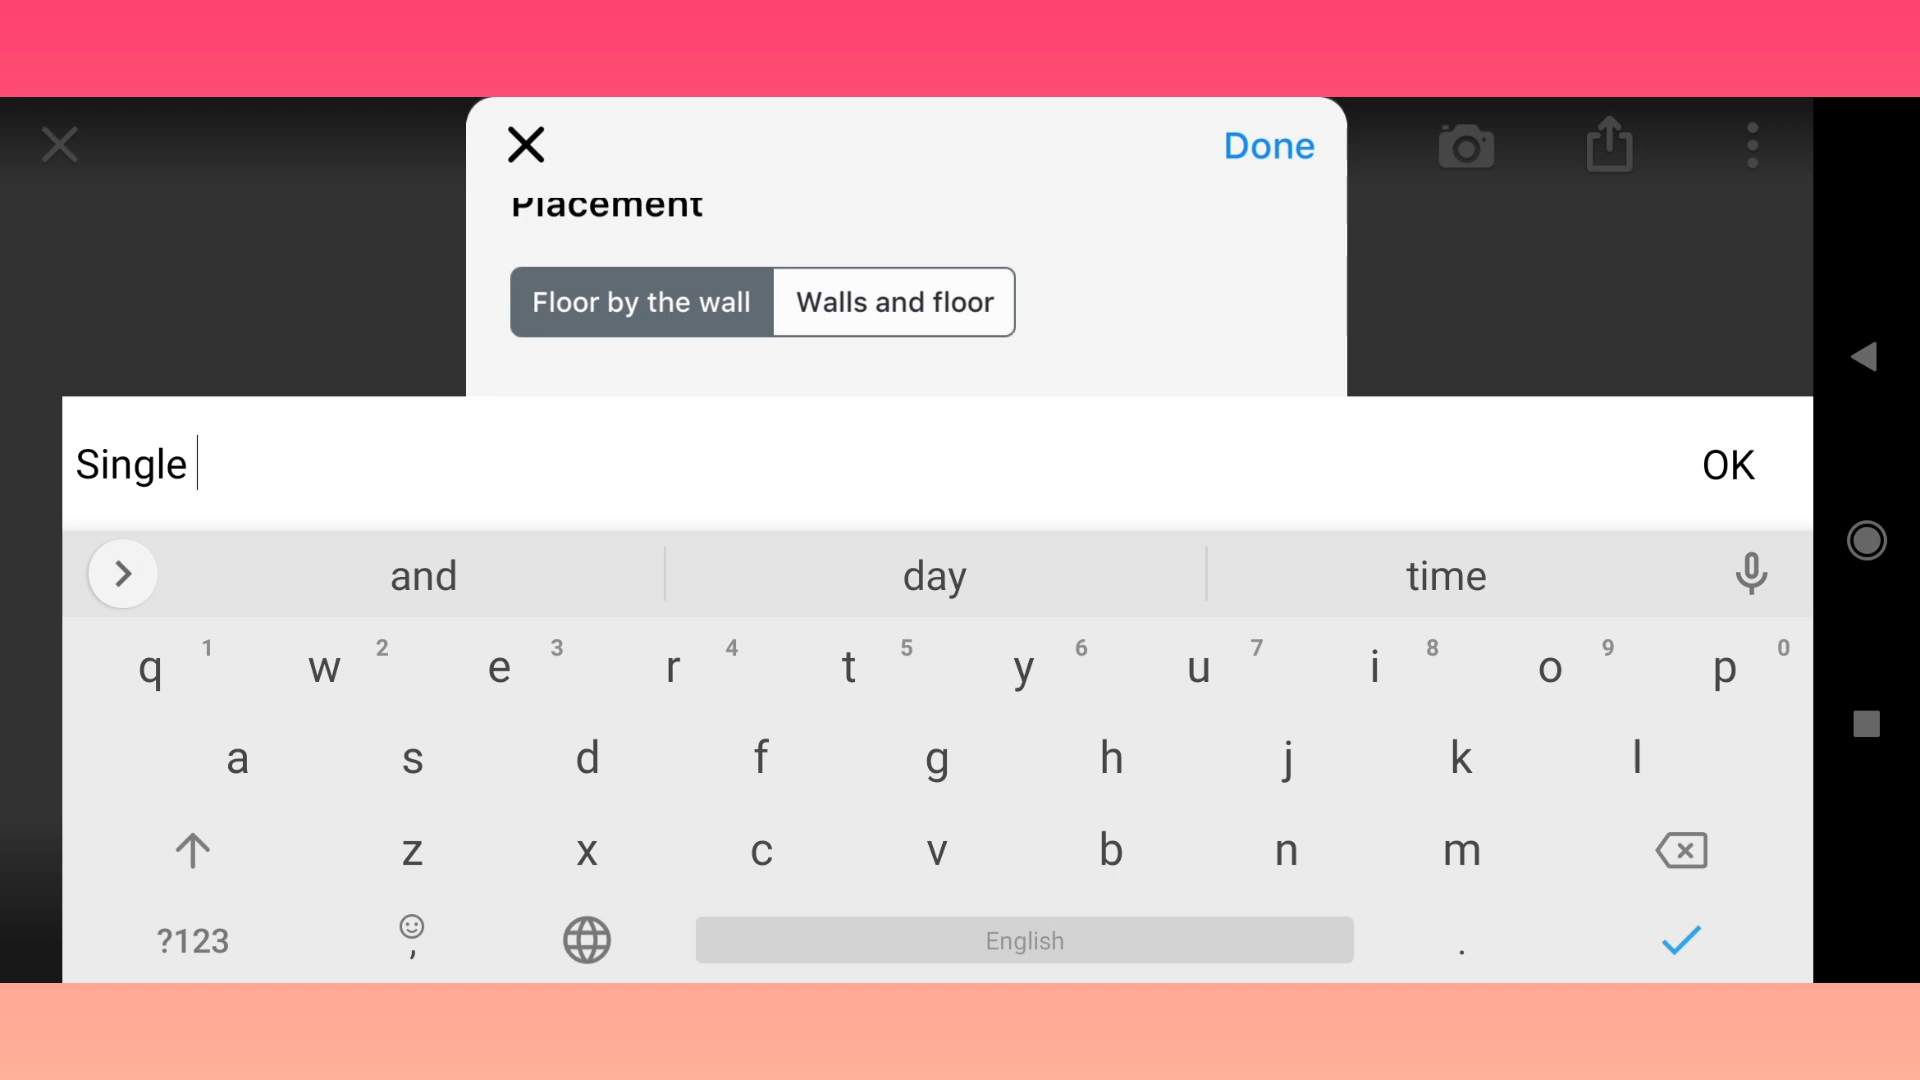 Done
Placement
Floor by the wall Walls and floor
Single
OK
and day time
q 1 w 2 e 3 r 4 t 5 y 6 u 7 i 8 o 9 p 0
a s d f g h j k l
z x c v b n m
?123 , English .